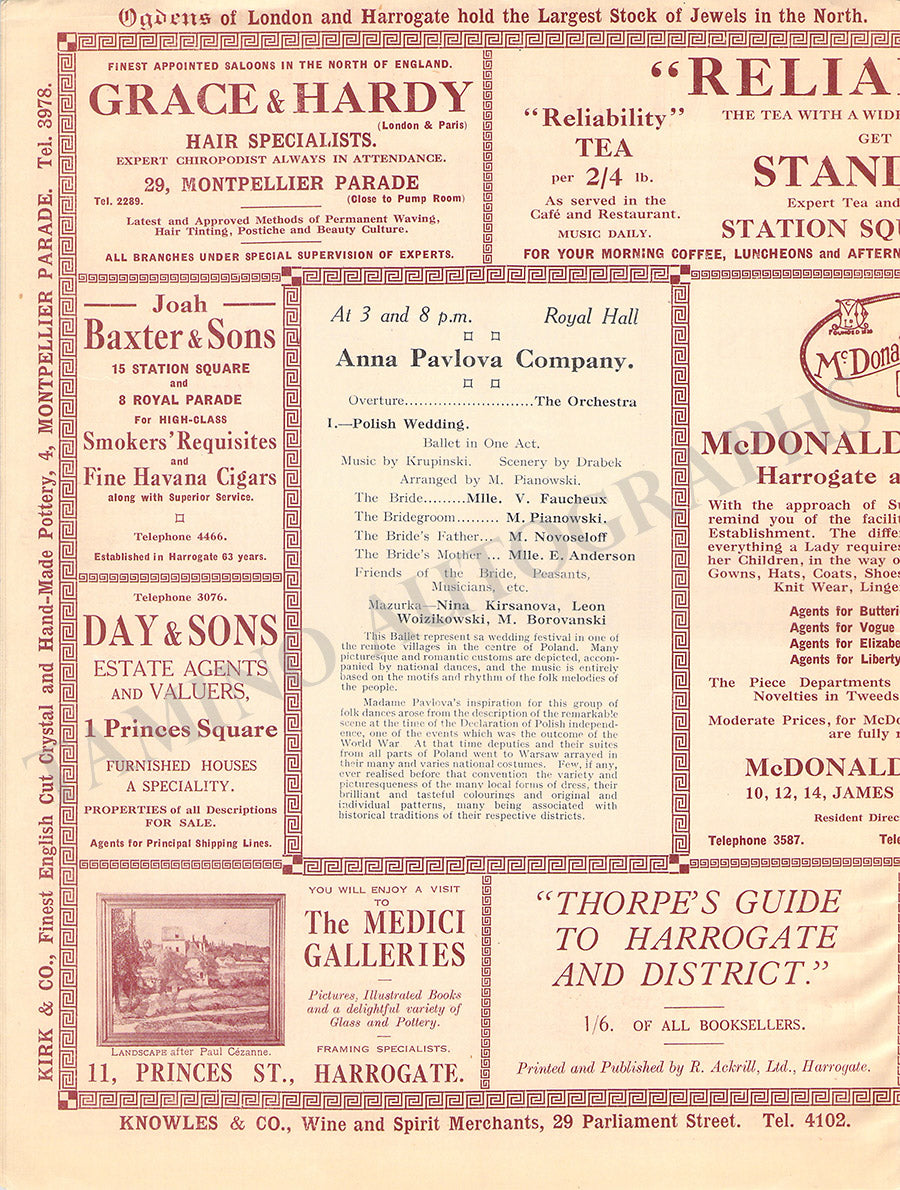 Ogdens of London and Harrogate hold the Largest Stock of Jewels in the North.
KIRK & CO., Finest English Cut Crystal and Hand-Made Pottery, 4, MONTPELLIER PARADE. Tel. 3978.
FINEST APPOINTED SALOONS IN THE NORTH OF ENGLAND.
GRACE & HARDY
(London & Paris)
HAIR SPECIALISTS.
EXPERT CHIROPODIST ALWAYS IN ATTENDANCE.
29, MONTPELLIER PARADE
Tel. 2289. (Close to Pump Room)
Latest and Approved Methods of Permanent Waving,
Hair Tinting, Postiche and Beauty Culture.
ALL BRANCHES UNDER SPECIAL SUPERVISION OF EXPERTS.
"RELIA
"Reliability"
TEA
per 2/4 lb.
As served in the
Café and Restaurant.
MUSIC DAILY.
THE TEA WITH A WIDE
GET
STAND
Expert Tea and
STATION SQU
FOR YOUR MORNING COFFEE, LUNCHEONS and AFTERN
Joah
Baxter & Sons
15 STATION SQUARE
and
8 ROYAL PARADE
For HIGH-CLASS
Smokers' Requisites
and
Fine Havana Cigars
along with Superior Service.
Telephone 4466.
Established in Harrogate 63 years.
Telephone 3076.
DAY & SONS
ESTATE AGENTS
AND VALUERS,
1 Princes Square
FURNISHED HOUSES
A SPECIALITY.
PROPERTIES of all Descriptions
FOR SALE.
Agents for Principal Shipping Lines.
At 3 and 8 p.m. Royal Hall
Anna Pavlova Company.
Overture..........................The Orchestra
I.—Polish Wedding.
Ballet in One Act.
Music by Krupinski. Scenery by Drabek
Arranged by M. Pianowski.
The Bride.........Mlle. V. Faucheux
The Bridegroom......... M. Pianowski.
The Bride's Father... M. Novoseloff
The Bride's Mother ... Mlle. E. Anderson
Friends of the Bride, Peasants,
Musicians, etc.
Mazurka—Nina Kirsanova, Leon
Woizikowski, M. Borovanski
This Ballet represent sa wedding festival in one of
the remote villages in the centre of Poland. Many
picturesque and romantic customs are depicted, accom-
panied by national dances, and the music is entirely
based on the motifs and rhythm of the folk melodies of
the people.
Madame Pavlova's inspiration for this group of
folk dances arose from the description of the remarkable
scene at the time of the Declaration of Polish independ-
ence, one of the events which was the outcome of the
World War At that time deputies and their suites
from all parts of Poland went to Warsaw arrayed in
their many and varies national costumes. Few, if any,
ever realised before that convention the variety and
picturesqueness of the many local forms of dress, their
brilliant and tasteful colourings and original and
individual patterns, many being associated with
historical traditions of their respective districts.
FOUNDED
McDona
McDONALD
Harrogate a
With the approach of Su
remind you of the facilit
Establishment. The diffe
everything a Lady requires
her Children, in the way o
Gowns, Hats, Coats, Shoes
Knit Wear, Linge
Agents for Butteri
Agents for Vogue
Agents for Elizabe
Agents for Liberty
The Piece Departments
Novelties in Tweeds
Moderate Prices, for McDo
are fully r
McDONALD
10, 12, 14, JAMES
Resident Direc
Telephone 3587. Tele
LANDSCAPE after Paul Cézanne.
YOU WILL ENJOY A VISIT
TO
The MEDICI
GALLERIES
Pictures, Illustrated Books
and a delightful variety of
Glass and Pottery.
FRAMING SPECIALISTS.
11, PRINCES ST., HARROGATE.
"THORPE'S GUIDE
TO HARROGATE
AND DISTRICT."
1/6. OF ALL BOOKSELLERS.
Printed and Published by R. Ackrill, Ltd., Harrogate.
KNOWLES & CO., Wine and Spirit Merchants, 29 Parliament Street. Tel. 4102.
TAMINO AUTOGRAPHS